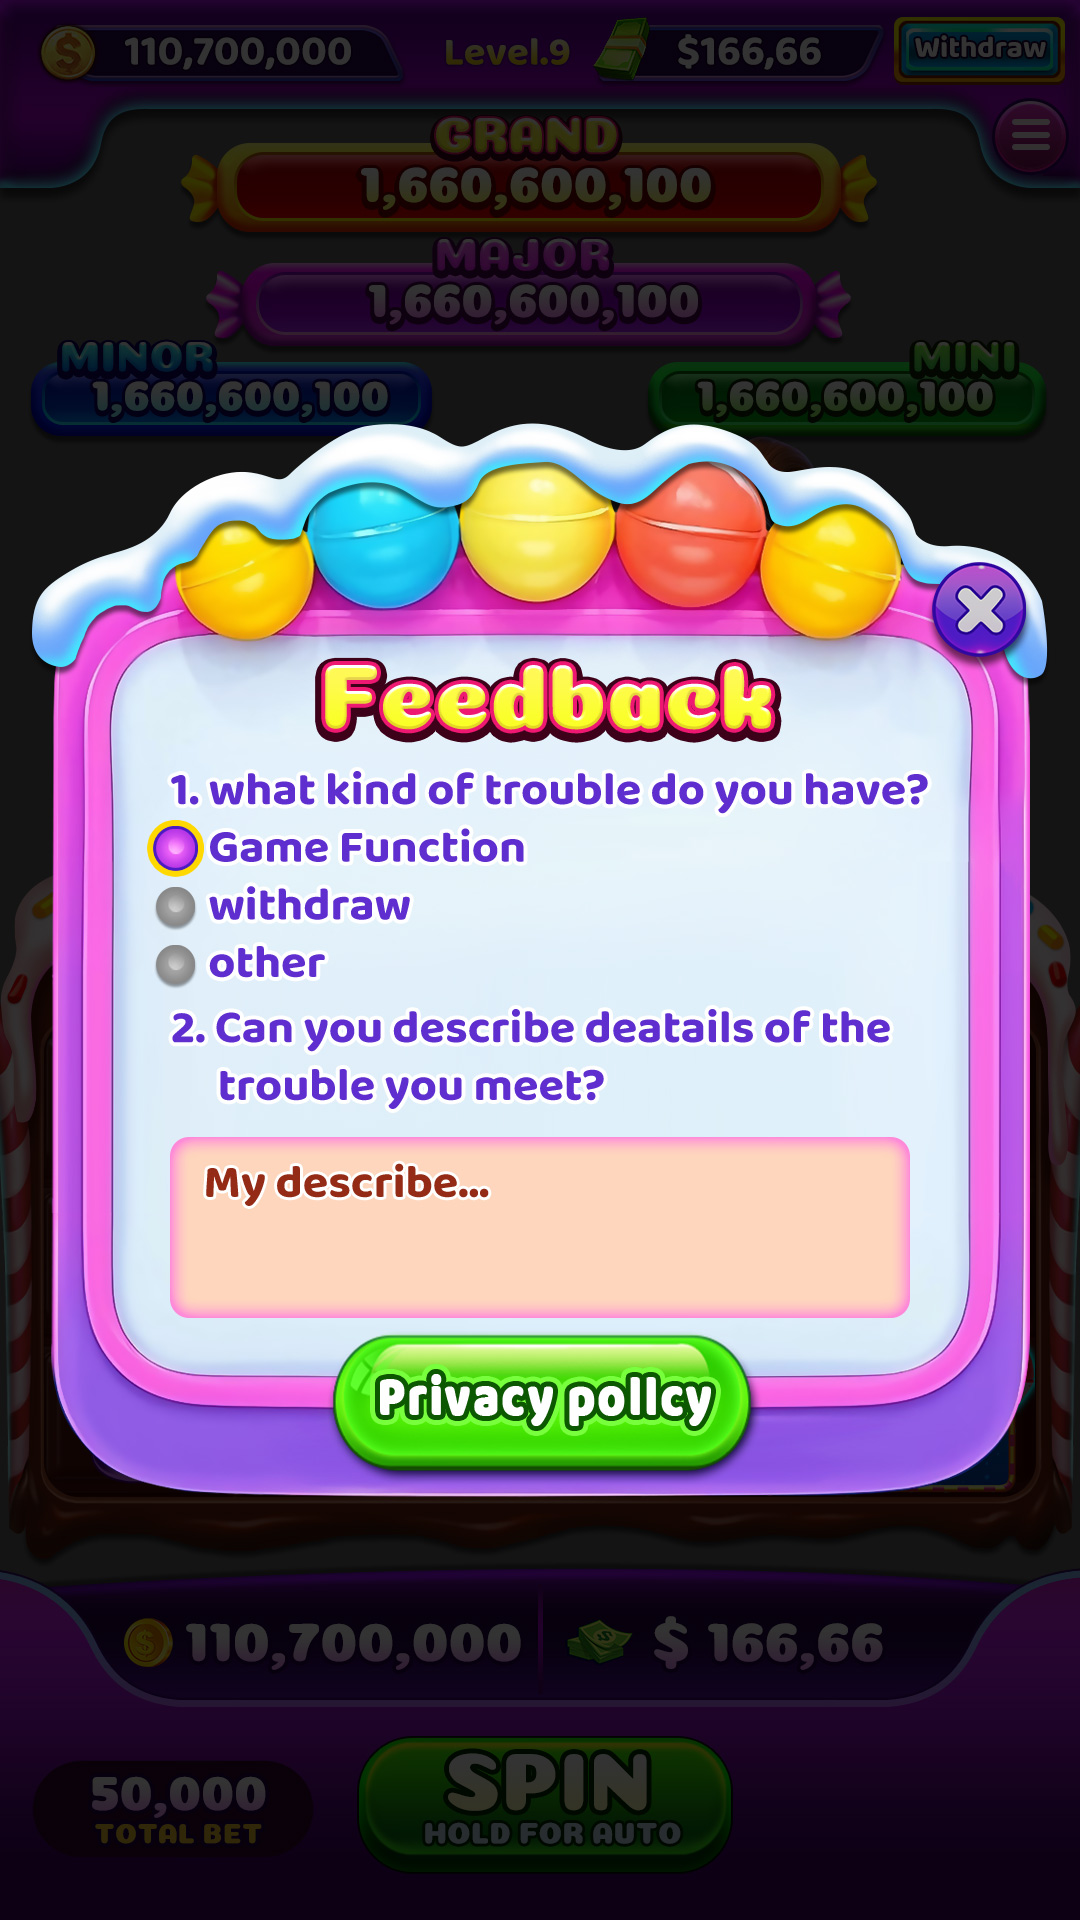 110,700,000
Level.9
$166,66
Withdraw
GRAND
1,660,600,100
MAJOR
1,660,600,100
MINOR
MINI
1,660,600,100
1,660,600,100
Feedback
1. what kind of trouble do you have?
Game Function
withdraw
other
2. Can you describe deatails of the
trouble you meet?
My describe...
Privacy pollcy
110,700,000
$ 166,66
50,000
TOTAL BET
SPIN
HOLD FOR AUTO